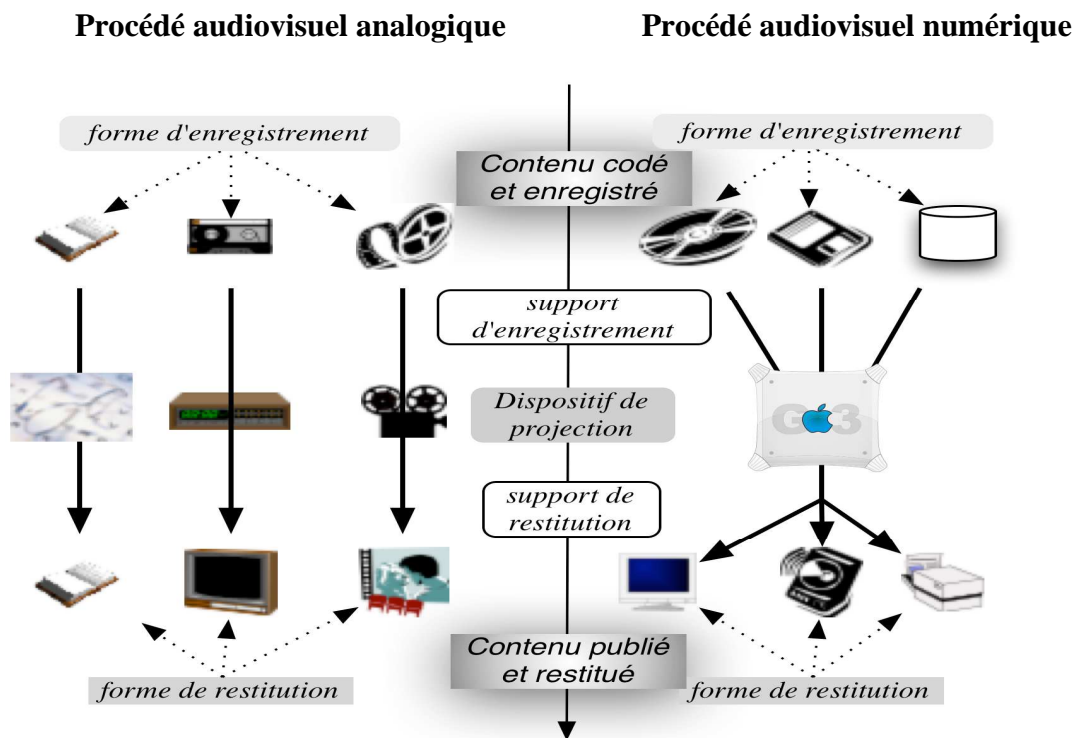 Procédé audiovisuel analogique
Procédé audiovisuel numérique
forme d'enregistrement
forme d'enregistrement
Contenu codé
et enregistré
support
d'enregistrement
Dispositif de
projection
G 3
support de
restitution
Contenu publié
et restitué
forme de restitution
forme de restitution